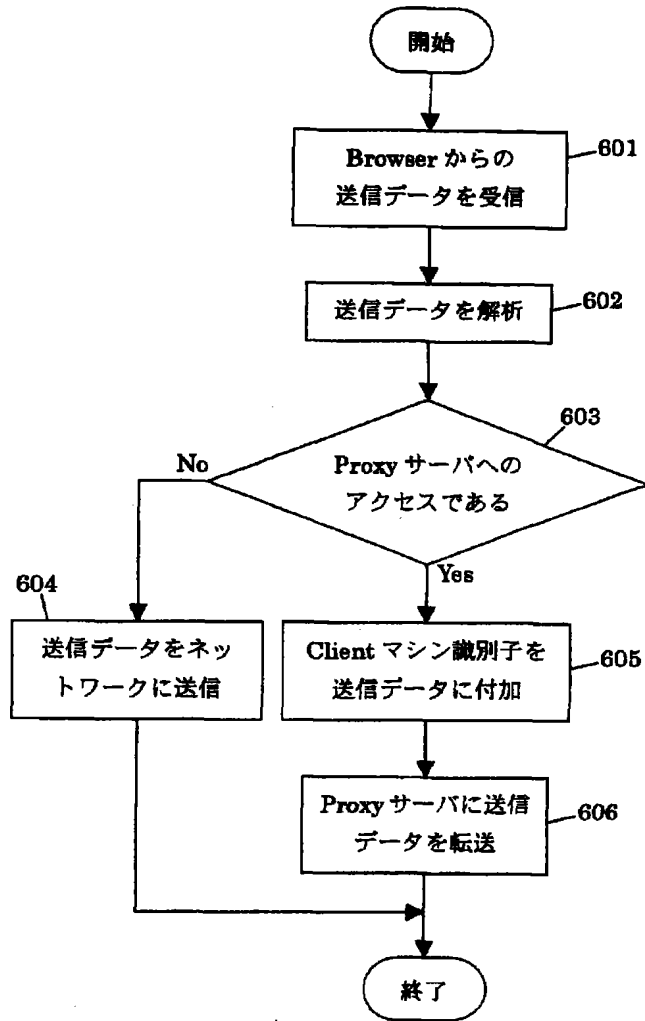 開始
Browser からの
送信データを受信
601
送信データを解析
602
603
Proxy サーバへの
アクセスである
No
Yes
604
送信データをネッ
トワークに送信
Client マシン識別子を
送信データに付加
605
Proxy サーバに送信
データを転送
606
終了